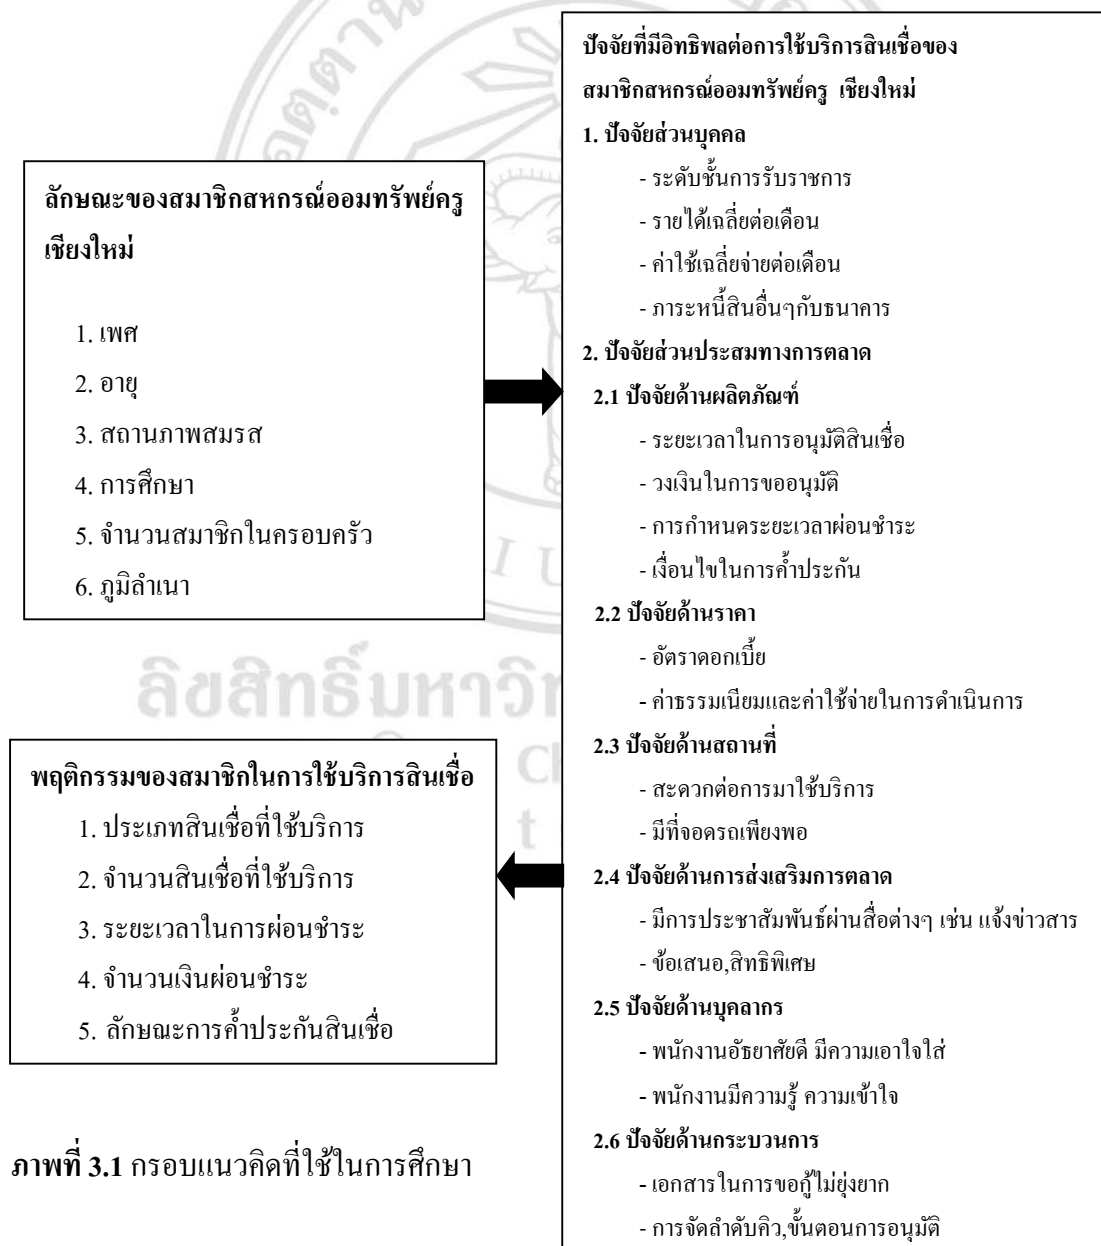 ลักษณะของสมาชิกสหกรณ์ออมทรัพย์ครู
เชียงใหม่
1. เพศ
2. อายุ
3. สถานภาพสมรส
4. การศึกษา
5. จำนวนสมาชิกในครอบครัว
6. ภูมิลำเนา
ปัจจัยที่มีอิทธิพลต่อการใช้บริการสินเชื่อของ
สมาชิกสหกรณ์ออมทรัพย์ครู เชียงใหม่
1. ปัจจัยส่วนบุคคล
- ระดับชั้นการรับราชการ
- รายได้เฉลี่ยต่อเดือน
- ค่าใช้เฉลี่ยจ่ายต่อเดือน
- ภาระหนี้สินอื่นๆกับธนาคาร
2. ปัจจัยส่วนประสมทางการตลาด
2.1 ปัจจัยด้านผลิตภัณฑ์
- ระยะเวลาในการอนุมัติสินเชื่อ
- วงเงินในการขออนุมัติ
- การกำหนดระยะเวลาผ่อนชำระ
- เงื่อนไขในการค้ำประกัน
2.2 ปัจจัยด้านราคา
- อัตราดอกเบี้ย
- ค่าธรรมเนียมและค่าใช้จ่ายในการดำเนินการ
2.3 ปัจจัยด้านสถานที่
- สะดวกต่อการมาใช้บริการ
- มีที่จอดรถเพียงพอ
2.4 ปัจจัยด้านการส่งเสริมการตลาด
- มีการประชาสัมพันธ์ผ่านสื่อต่างๆ เช่น แจ้งข่าวสาร
- ข้อเสนอ,สิทธิพิเศษ
2.5 ปัจจัยด้านบุคลากร
- พนักงานอัธยาศัยดี มีความเอาใจใส่
- พนักงานมีความรู้ ความเข้าใจ
2.6 ปัจจัยด้านกระบวนการ
- เอกสารในการขอกู้ไม่ยุ่งยาก
- การจัดลำดับคิว,ขั้นตอนการอนุมัติ
พฤติกรรมของสมาชิกในการใช้บริการสินเชื่อ
1. ประเภทสินเชื่อที่ใช้บริการ
2. จำนวนสินเชื่อที่ใช้บริการ
3. ระยะเวลาในการผ่อนชำระ
4. จำนวนเงินผ่อนชำระ
5. ลักษณะการค้ำประกันสินเชื่อ
ภาพที่ 3.1 กรอบแนวคิดที่ใช้ในการศึกษา
ลิขสิทธิ์มหาวิท